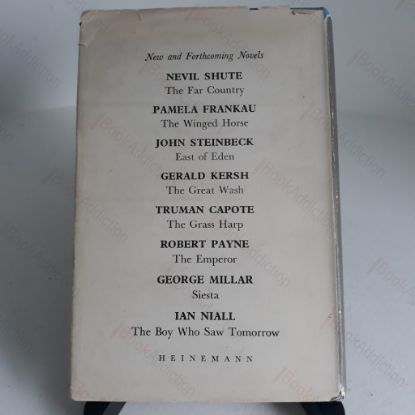 New and Forthcoming Novels
NEVIL SHUTE
The Far Country
PAMELA FRANKAU
The Winged Horse
JOHN STEINBECK
East of Eden
GERALD KERSH
The Great Wash
TRUMAN CAPOTE
The Grass Harp
ROBERT PAYNE
The Emperor
GEORGE MILLAR
Siesta
IAN NIALL
The Boy Who Saw Tomorrow
HEINEMANN
BookAddiction